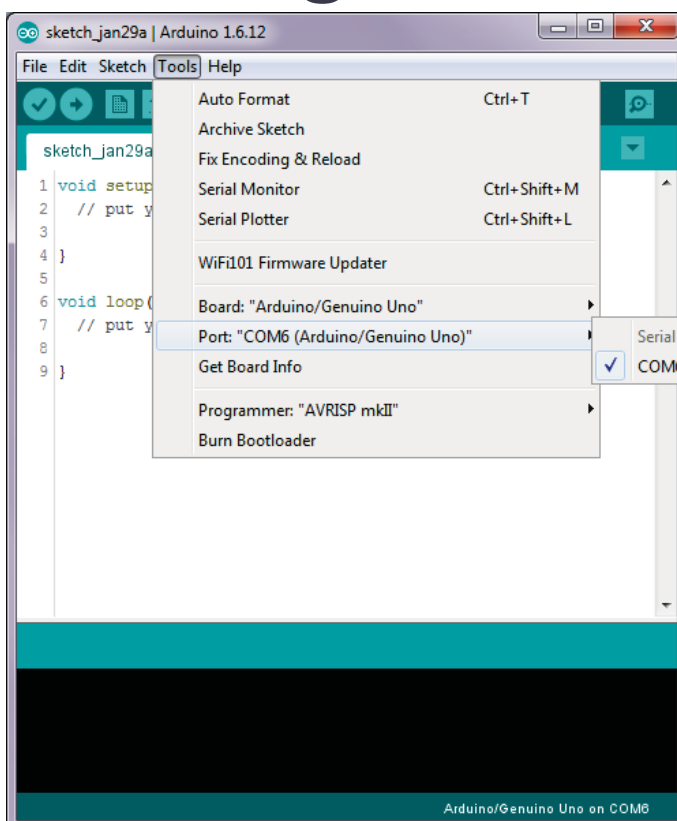 sketch_jan29a | Arduino 1.6.12
File Edit Sketch Tools Help
sketch_jan29a
Auto Format Ctrl+T
Archive Sketch
Fix Encoding & Reload
Serial Monitor Ctrl+Shift+M
Serial Plotter Ctrl+Shift+L
WiFi101 Firmware Updater
Board: "Arduino/Genuino Uno"
Port: "COM6 (Arduino/Genuino Uno)"
Get Board Info
Programmer: "AVRISP mkII"
Burn Bootloader
Serial
COM6
1 void setup
2 // put y
3
4 }
5
6 void loop(
7 // put y
8
9 }
Arduino/Genuino Uno on COM6